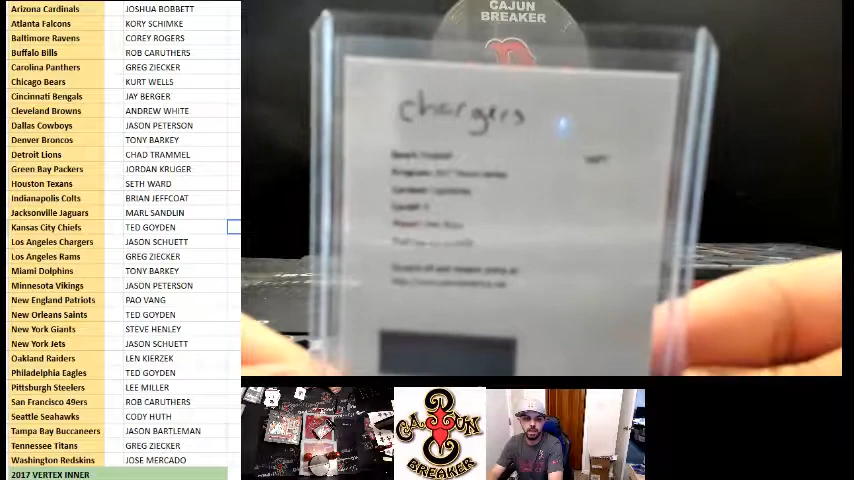 Arizona Cardinals JOSHUA BOBBETT
Atlanta Falcons KORY SCHIMKE
Baltimore Ravens COREY ROGERS
Buffalo Bills ROB CARUTHERS
Carolina Panthers GREG ZIECKER
Chicago Bears KURT WELLS
Cincinnati Bengals JAY BERGER
Cleveland Browns ANDREW WHITE
Dallas Cowboys JASON PETERSON
Denver Broncos TONY BARKEY
Detroit Lions CHAD TRAMMEL
Green Bay Packers JORDAN KRUGER
Houston Texans SETH WARD
Indianapolis Colts BRIAN JEFFCOAT
Jacksonville Jaguars MARL SANDLIN
Kansas City Chiefs TED GOYDEN
Los Angeles Chargers JASON SCHUETT
Los Angeles Rams GREG ZIECKER
Miami Dolphins TONY BARKEY
Minnesota Vikings JASON PETERSON
New England Patriots PAO VANG
New Orleans Saints TED GOYDEN
New York Giants STEVE HENLEY
New York Jets JASON SCHUETT
Oakland Raiders LEN KIERZEK
Philadelphia Eagles TED GOYDEN
Pittsburgh Steelers LEE MILLER
San Francisco 49ers ROB CARUTHERS
Seattle Seahawks CODY HUTH
Tampa Bay Buccaneers JASON BARTLEMAN
Tennessee Titans GREG ZIECKER
Washington Redskins JOSE MERCADO
2017 VERTEX INNER
CAJUN
BREAKER
chargers
CAJUN
BREAKER